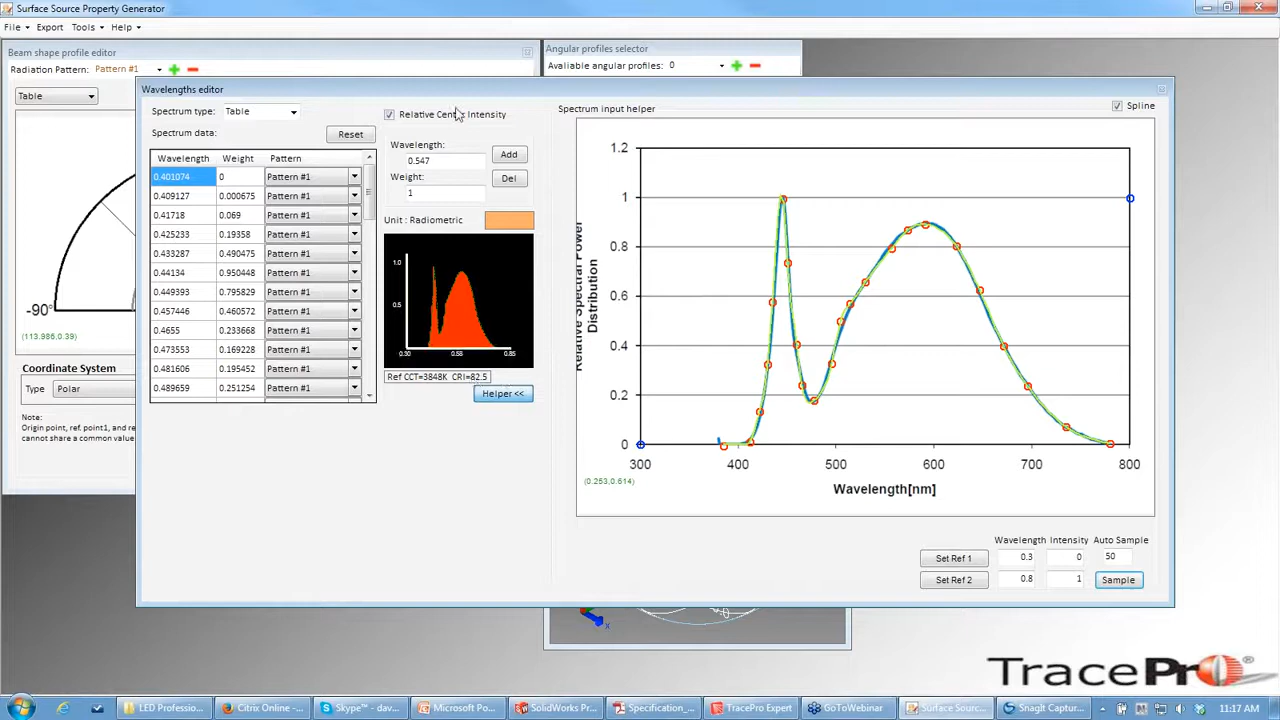 Surface Source Property Generator
File Export Tools Help
Beam shape profile editor
Radiation Pattern: Pattern #1
Table
-90°
(113.986,0.39)
Coordinate System
Type Polar
Note:
Origin point, ref. point1, and re
cannot share a common value
Angular profiles selector
Avaliable angular profiles: 0
Wavelengths editor
Spectrum type: Table
Spectrum data:
Reset
Wavelength Weight Pattern
0.401074 0 Pattern #1
0.409127 0.000675 Pattern #1
0.41718 0.069 Pattern #1
0.425233 0.19358 Pattern #1
0.433287 0.490475 Pattern #1
0.44134 0.950448 Pattern #1
0.449393 0.795829 Pattern #1
0.457446 0.460572 Pattern #1
0.4655 0.233668 Pattern #1
0.473553 0.169228 Pattern #1
0.481606 0.195452 Pattern #1
0.489659 0.251254 Pattern #1
Relative Center Intensity
Wavelength:
0.547 Add
Weight: Del
1
Unit : Radiometric
1.0
0.5
0.30 0.58 0.85
Ref CCT=3848K CRI=82.5
Helper <<
Spectrum input helper
Spline
Relative Spectral Power
Distribution
1.2
1
0.8
0.6
0.4
0.2
0
300 400 500 600 700 800
Wavelength[nm]
(0.253,0.614)
Wavelength Intensity Auto Sample
Set Ref 1 0.3 0 50
Set Ref 2 0.8 1 Sample
x
TracePro
LED Professio...
Citrix Online -...
Skype™ - dav...
Microsoft Po...
SolidWorks Pr...
Specification_...
TracePro Expert
GoToWebinar
Surface Sourc...
SnagIt Captur...
11:17 AM